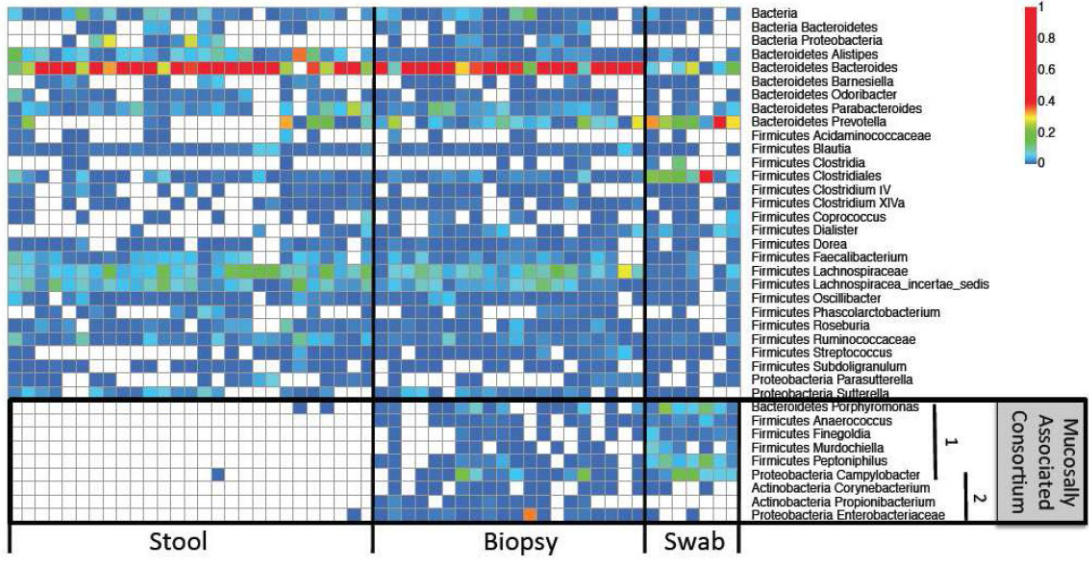 Bacteria
Bacteria Bacteroidetes
Bacteria Proteobacteria
Bacteroidetes Alistipes
Bacteroidetes Bacteroides
Bacteroidetes Barnesiella
Bacteroidetes Odoribacter
Bacteroidetes Parabacteroides
Bacteroidetes Prevotella
Firmicutes Acidaminococcaceae
Firmicutes Blautia
Firmicutes Clostridia
Firmicutes Clostridiales
Firmicutes Clostridium IV
Firmicutes Clostridium XIVa
Firmicutes Coprococcus
Firmicutes Dialister
Firmicutes Dorea
Firmicutes Faecalibacterium
Firmicutes Lachnospiraceae
Firmicutes Lachnospiracea_incertae_sedis
Firmicutes Oscillibacter
Firmicutes Phascolarctobacterium
Firmicutes Roseburia
Firmicutes Ruminococcaceae
Firmicutes Streptococcus
Firmicutes Subdoligranulum
Proteobacteria Parasutterella
Proteobacteria Sutterella
Bacteroidetes Porphyromonas
Firmicutes Anaerococcus
Firmicutes Finegoldia
Firmicutes Murdochiella
Firmicutes Peptoniphilus
Proteobacteria Campylobacter
Actinobacteria Corynebacterium
Actinobacteria Propionibacterium
Proteobacteria Enterobacteriaceae
1
2
Mucosally
Associated
Consortium
1
0.8
0.6
0.4
0.2
0
Stool
Biopsy
Swab